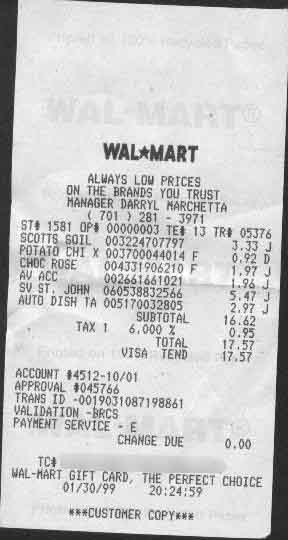 WAL-MART®
WAL★MART
ALWAYS LOW PRICES
ON THE BRANDS YOU TRUST
MANAGER DARRYL MARCHETTA
( 701 ) 281 - 3971
ST# 1581 OP# 00000003 TE# 13 TR# 05376
SCOTTS SOIL 003224707797 3.33 J
POTATO CHI X 003700044014 F 0.92 D
CHOC ROSE 004331906210 F 1.97 J
AV ACC 002661661021 1.96 J
SV ST. JOHN 060538832566 5.47 J
AUTO DISH TA 005170032805 2.97 J
SUBTOTAL 16.62
TAX 1 6.000 % 0.95
TOTAL 17.57
VISA TEND 17.57
ACCOUNT #4512-10/01
APPROVAL #045766
TRANS ID -0019031087198861
VALIDATION -BRCS
PAYMENT SERVICE - E
CHANGE DUE 0.00
TC#
WAL-MART GIFT CARD, THE PERFECT CHOICE
01/30/99 20:24:59
***CUSTOMER COPY***